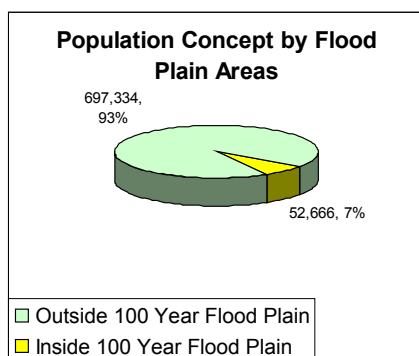 Population Concept by Flood
Plain Areas
697,334,
93%
52,666, 7%
Outside 100 Year Flood Plain
Inside 100 Year Flood Plain